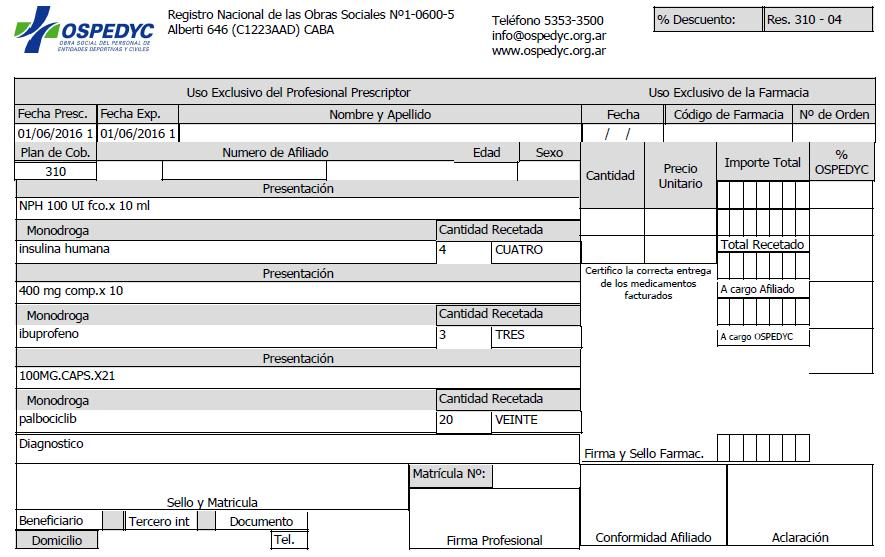 OSPEDYC
OBRA SOCIAL DEL PERSONAL DE
ENTIDADES DEPORTIVAS Y CIVILES
Registro Nacional de las Obras Sociales Nº1-0600-5
Alberti 646 (C1223AAD) CABA
Teléfono 5353-3500
info@ospedyc.org.ar
www.ospedyc.org.ar
% Descuento: Res. 310 - 04
Uso Exclusivo del Profesional Prescriptor Uso Exclusivo de la Farmacia
Fecha Presc. Fecha Exp. Nombre y Apellido Fecha Código de Farmacia Nº de Orden
01/06/2016 1 01/06/2016 1 / /
Plan de Cob. Numero de Afiliado Edad Sexo Cantidad Precio Unitario Importe Total % OSPEDYC
310
Presentación
NPH 100 UI fco.x 10 ml
Monodroga Cantidad Recetada Total Recetado
insulina humana 4 CUATRO
Presentación Certifico la correcta entrega
de los medicamentos
facturados
400 mg comp.x 10 A cargo Afiliado
Monodroga Cantidad Recetada
ibuprofeno 3 TRES A cargo OSPEDYC
Presentación
100MG.CAPS.X21
Monodroga Cantidad Recetada
palbociclib 20 VEINTE
Diagnostico
Firma y Sello Farmac.
Matrícula Nº:
Sello y Matricula
Beneficiario Tercero int Documento
Domicilio Tel. Firma Profesional Conformidad Afiliado Aclaración